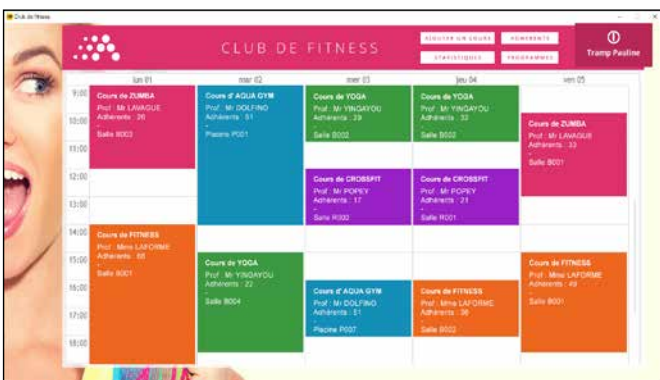 Club de fitness
CLUB DE FITNESS
AJOUTER UN COURS
ADHERENTS
STATISTIQUES
PROGRAMMES
Tramp Pauline
lun 01
mar 02
mer 03
jeu 04
ven 05
9:00
10:00
11:00
12:00
13:00
14:00
15:00
16:00
17:00
18:00
Cours de ZUMBA
Prof : Mr LAVAGUE
Adhérents : 26
-
Salle B003
Cours de FITNESS
Prof : Mme LAFORME
Adhérents : 68
-
Salle B001
Cours d'AQUA GYM
Prof : Mr DOLFINO
Adhérents : 51
-
Piscine P001
Cours de YOGA
Prof : Mr YINGAYOU
Adhérents : 22
-
Salle B004
Cours de YOGA
Prof : Mr YINGAYOU
Adhérents : 29
-
Salle B002
Cours de CROSSFIT
Prof : Mr POPEY
Adhérents : 17
-
Salle R002
Cours d'AQUA GYM
Prof : Mr DOLFINO
Adhérents : 51
-
Piscine P007
Cours de YOGA
Prof : Mr YINGAYOU
Adhérents : 32
-
Salle B002
Cours de CROSSFIT
Prof : Mr POPEY
Adhérents : 21
-
Salle R001
Cours de FITNESS
Prof : Mme LAFORME
Adhérents : 36
-
Salle B002
Cours de ZUMBA
Prof : Mr LAVAGUE
Adhérents : 33
-
Salle B001
Cours de FITNESS
Prof : Mme LAFORME
Adhérents : 49
-
Salle B001